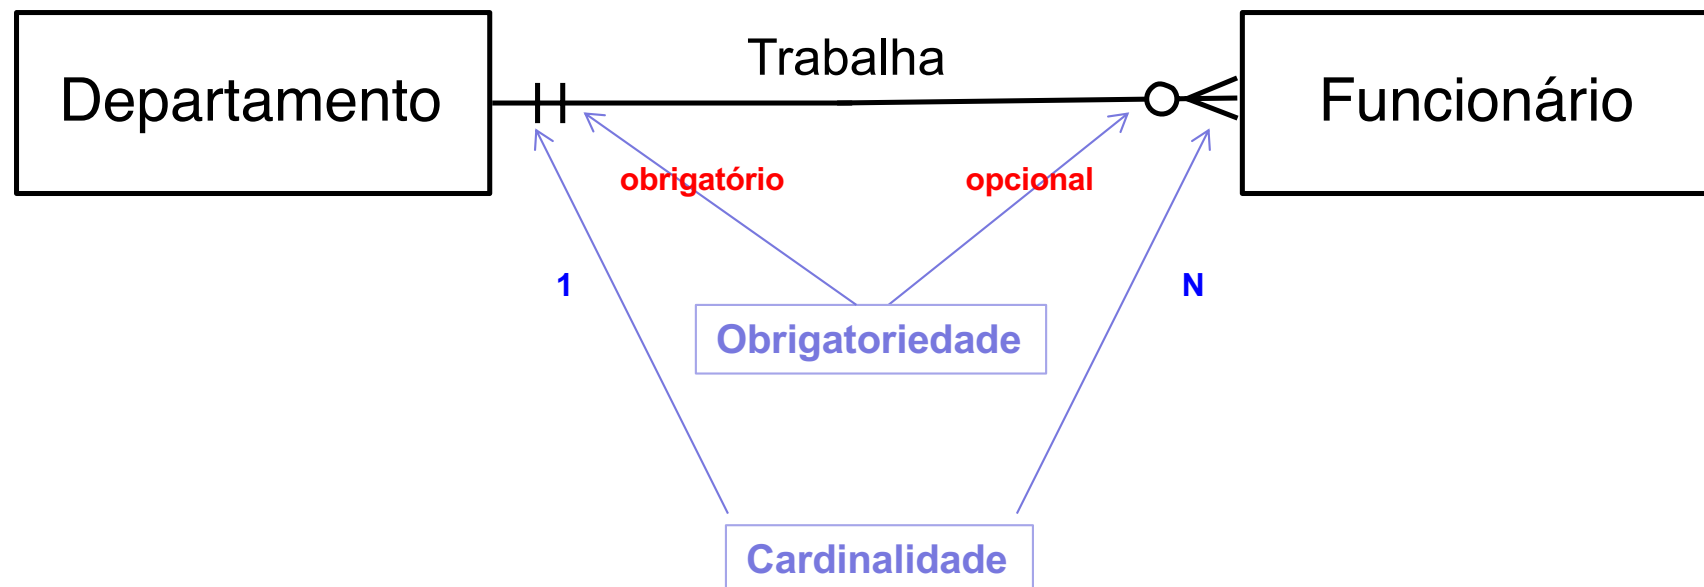 Trabalha
Departamento
Funcionário
obrigatório
opcional
1
N
Obrigatoriedade
Cardinalidade